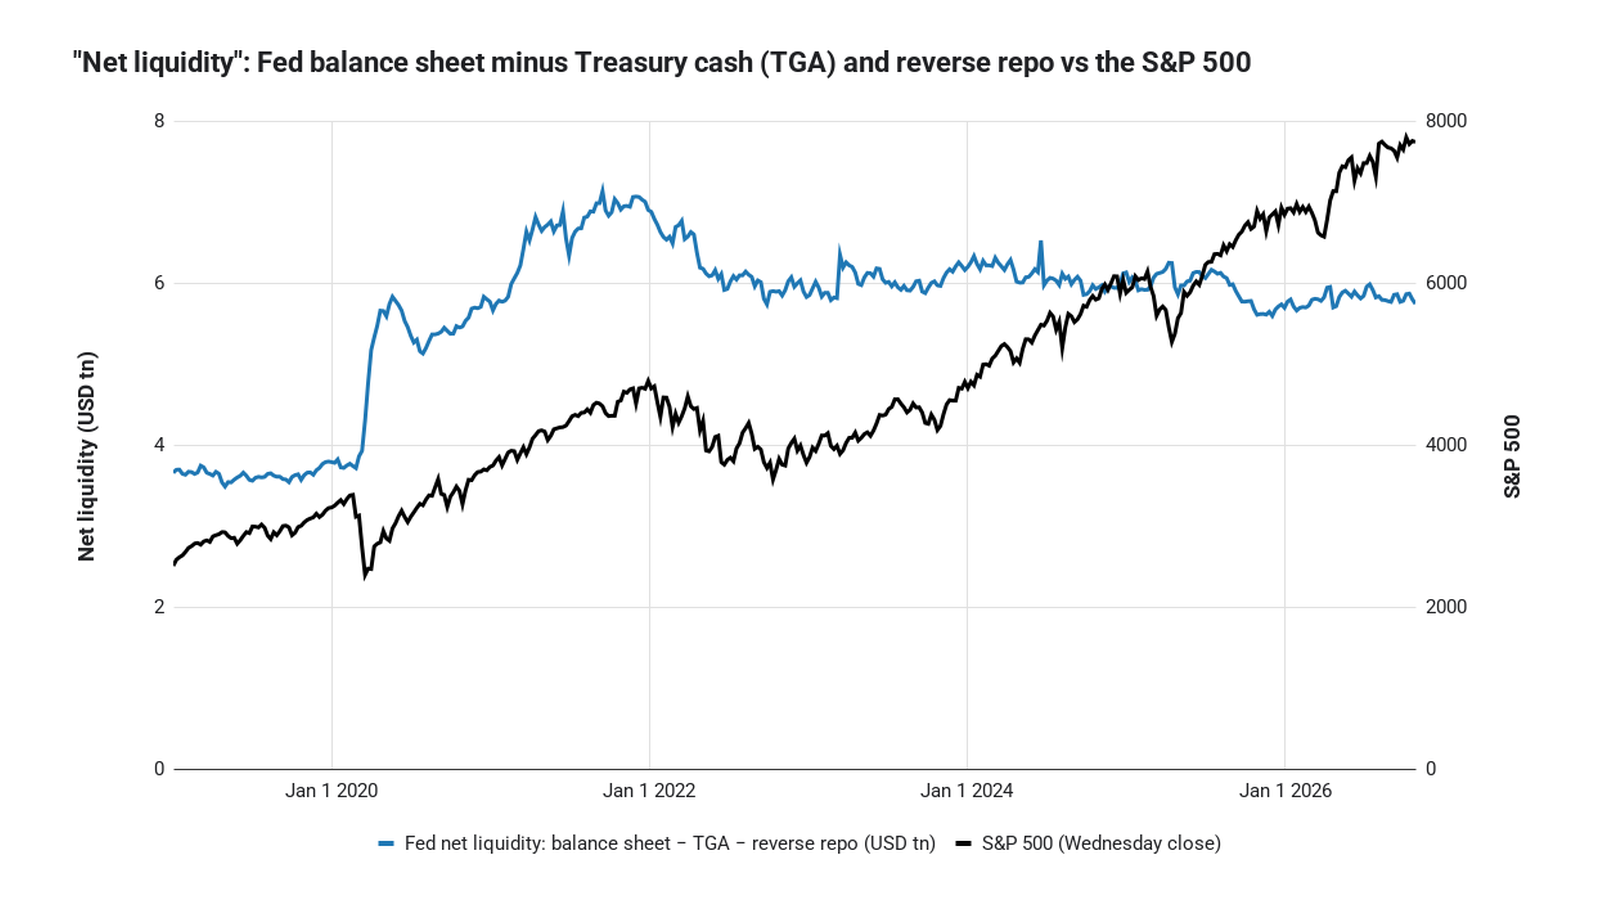 "Net liquidity": Fed balance sheet minus Treasury cash (TGA) and reverse repo vs the S&P 500
8
6
4
2
0
Net liquidity (USD tn)
8000
6000
4000
2000
0
S&P 500
Jan 1 2020
Jan 1 2022
Jan 1 2024
Jan 1 2026
Fed net liquidity: balance sheet − TGA − reverse repo (USD tn)
S&P 500 (Wednesday close)